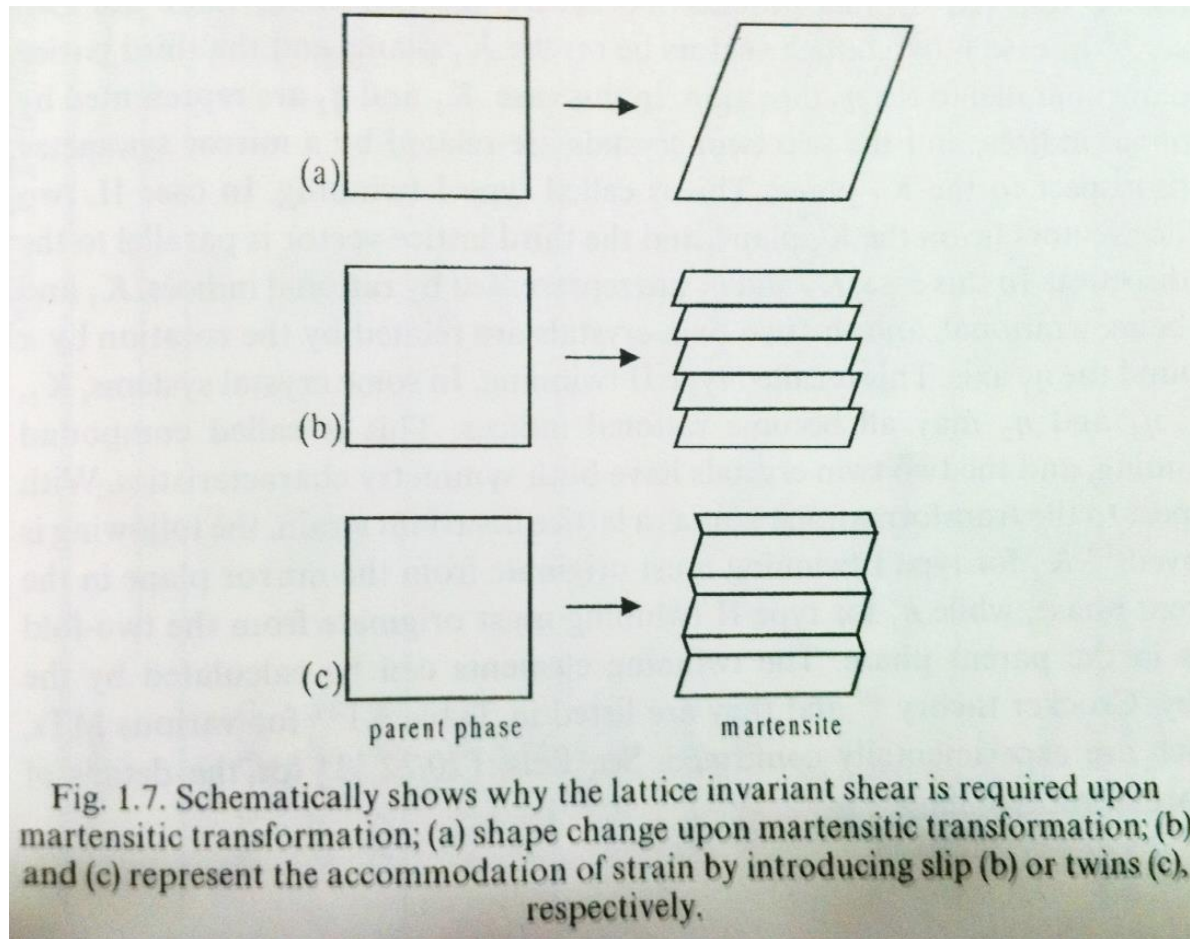 (a)
(b)
(c)
parent phase
martensite
Fig. 1.7. Schematically shows why the lattice invariant shear is required upon
martensitic transformation; (a) shape change upon martensitic transformation; (b)
and (c) represent the accommodation of strain by introducing slip (b) or twins (c),
respectively.